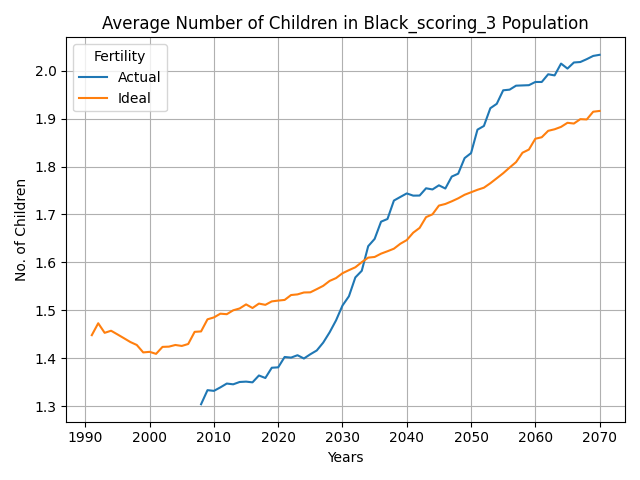 Average Number of Children in Black_scoring_3 Population
Fertility
Actual
Ideal
No. of Children
2.0
1.9
1.8
1.7
1.6
1.5
1.4
1.3
1990 2000 2010 2020 2030 2040 2050 2060 2070
Years